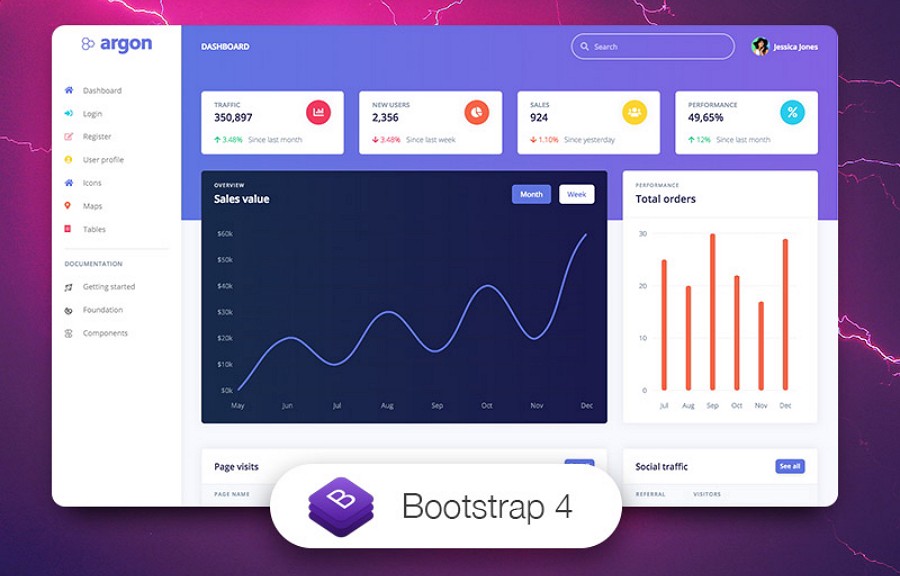 argon
DASHBOARD
Search
Jessica Jones
Dashboard
Login
Register
User profile
Icons
Maps
Tables
DOCUMENTATION
Getting started
Foundation
Components
TRAFFIC
350,897
3.48% Since last month
NEW USERS
2,356
3.48% Since last week
SALES
924
1.10% Since yesterday
PERFORMANCE
49,65%
12% Since last month
OVERVIEW
Sales value
Month Week
$60k
$50k
$40k
$30k
$20k
$10k
$0k
May Jun Jul Aug Sep Oct Nov Dec
PERFORMANCE
Total orders
30
20
10
0
Jul Aug Sep Oct Nov Dec
Page visits
PAGE NAME
Social traffic
See all
REFERRAL VISITORS
B
Bootstrap 4